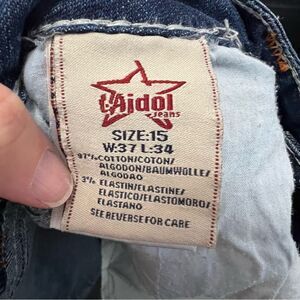 L'Aidol
Jeans
SIZE:15
W:37 L:34
97% COTTON/COTON/
ALGODON/BAUMWOLLE/
ALGODAO
3% ELASTIN/ELASTINE/
ELASTICO/ELASTOMORO/
ELASTANO
SEE REVERSE FOR CARE